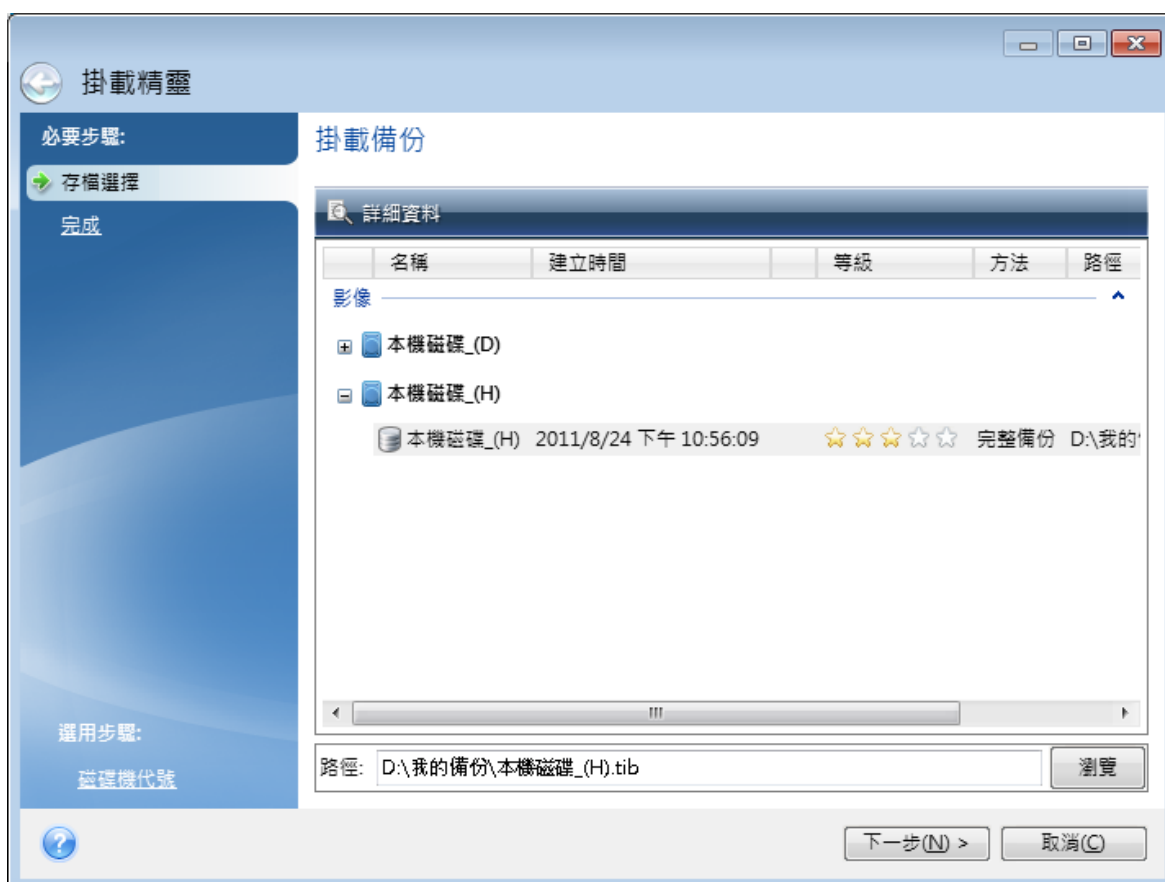 掛載精靈
必要步驟:
存檔選擇
完成
選用步驟:
磁碟機代號
掛載備份
詳細資料
名稱 建立時間 等級 方法 路徑
影像
本機磁碟_(D)
本機磁碟_(H)
本機磁碟_(H) 2011/8/24 下午 10:56:09 完整備份 D:\我的
路徑: D:\我的備份\本機磁碟_(H).tib 瀏覽
下一步(N) > 取消(C)